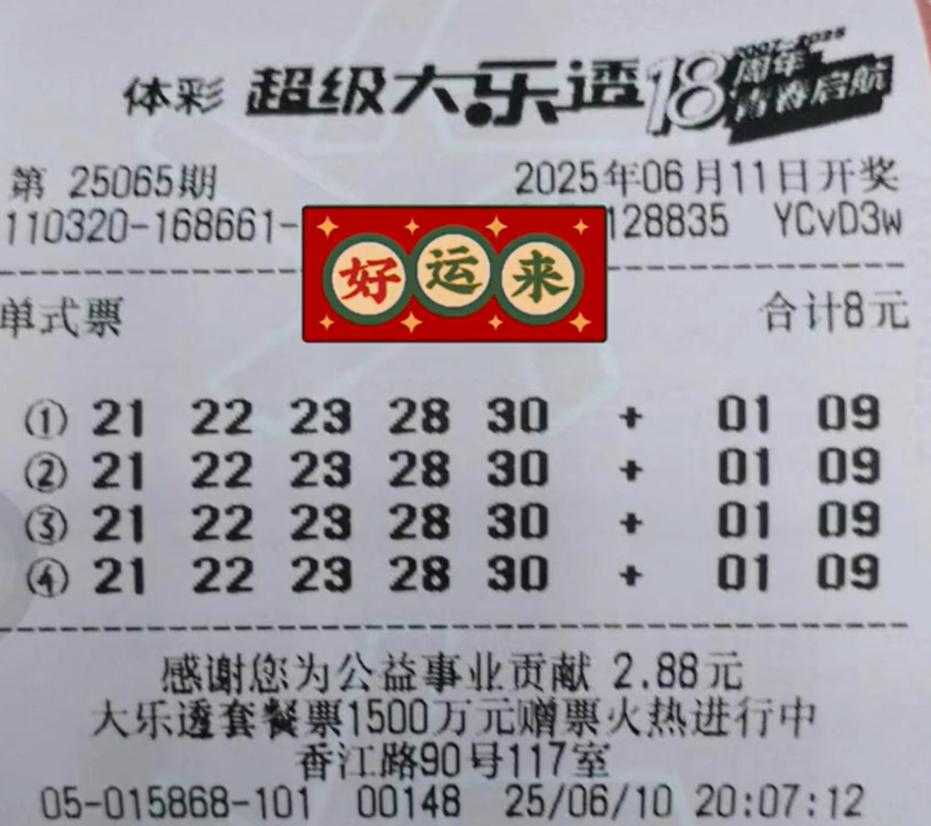 体彩 超级大乐透 18周年 2007-2025
青春启航
第 25065期 2025年06月11日开奖
110320-168661- 128835 YCvD3w
好运来
单式票 合计8元
① 21 22 23 28 30 + 01 09
② 21 22 23 28 30 + 01 09
③ 21 22 23 28 30 + 01 09
④ 21 22 23 28 30 + 01 09
感谢您为公益事业贡献 2.88元
大乐透套餐票1500万元赠票火热进行中
香江路90号117室
05-015868-101 00148 25/06/10 20:07:12